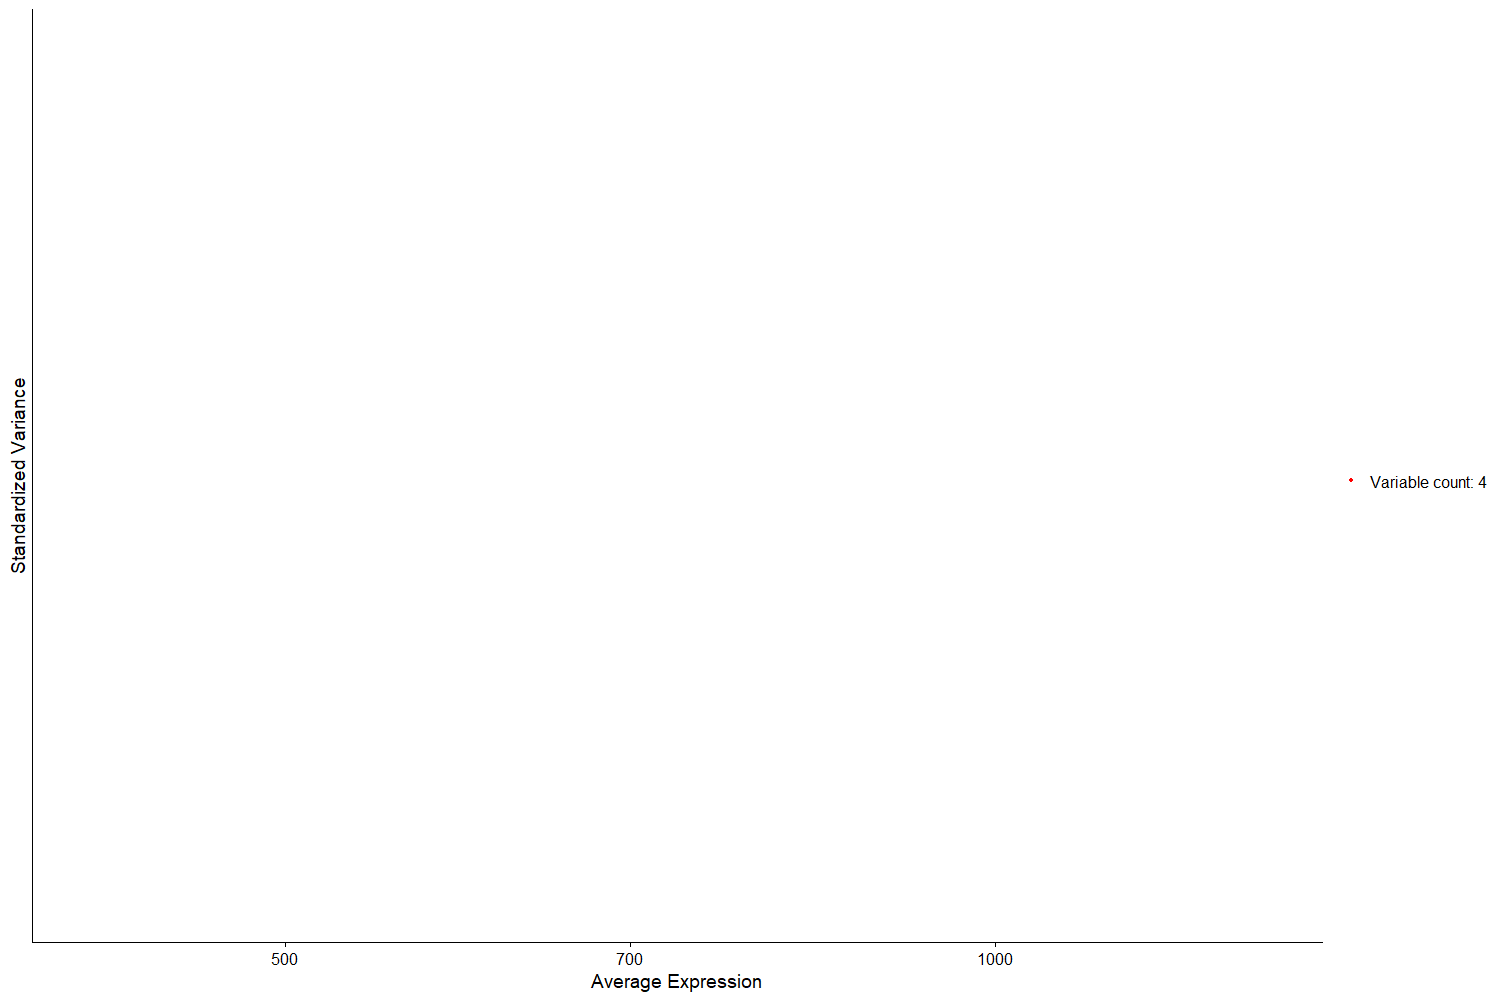 Standardized Variance
500
700
1000
Average Expression
Variable count: 4